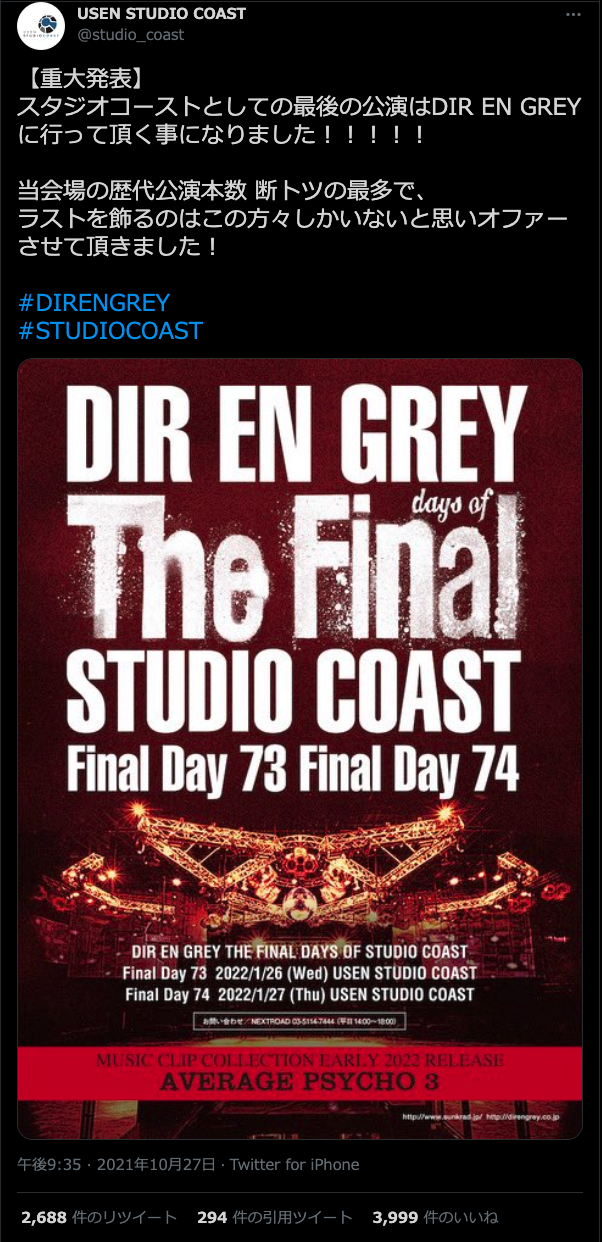 USEN STUDIO COAST
@studio_coast
【重大発表】
スタジオコーストとしての最後の公演はDIR EN GREY
に行って頂く事になりました！！！！！
当会場の歴代公演本数 断トツの最多で、
ラストを飾るのはこの方々しかいないと思いオファー
させて頂きました！
#DIRENGREY
#STUDIOCOAST
DIR EN GREY
days of
The Final
STUDIO COAST
Final Day 73 Final Day 74
DIR EN GREY THE FINAL DAYS OF STUDIO COAST
Final Day 73 2022/1/26 (Wed) USEN STUDIO COAST
Final Day 74 2022/1/27 (Thu) USEN STUDIO COAST
お問い合わせ／NEXTROAD 03-5114-7444 (平日 14:00〜18:00)
MUSIC CLIP COLLECTION EARLY 2022 RELEASE
AVERAGE PSYCHO 3
http://www.sunkrad.jp/ http://direngrey.co.jp
午後9:35 · 2021年10月27日 · Twitter for iPhone
2,688 件のリツイート 294 件の引用ツイート 3,999 件のいいね